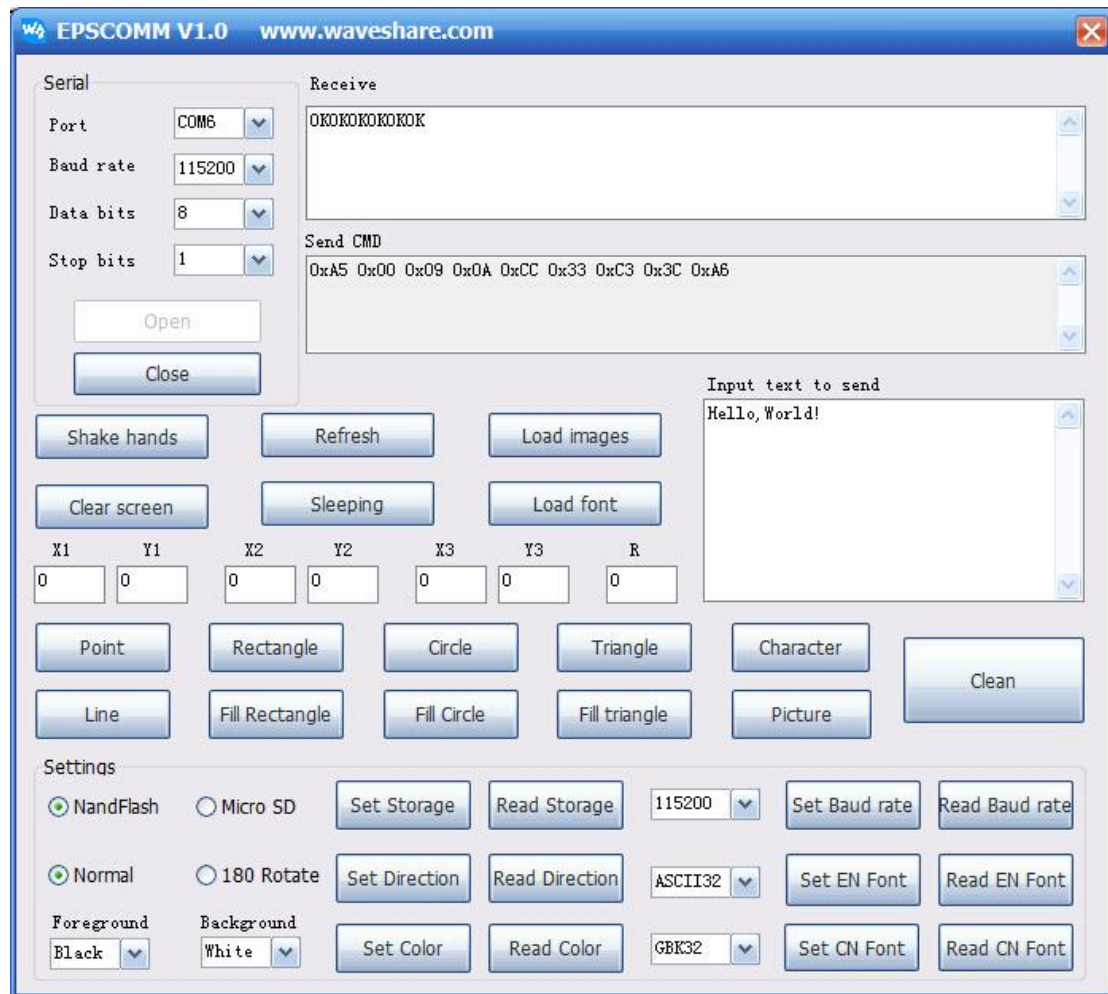 EPSCOMM V1.0 www.waveshare.com
Serial
Receive
Port COM6
OKOKOKOKOKOK
Baud rate 115200
Data bits 8
Send CMD
Stop bits 1
0xA5 0x00 0x09 0x0A 0xCC 0x33 0xC3 0x3C 0xA6
Open
Close
Input text to send
Hello,World!
Shake hands Refresh Load images
Clear screen Sleeping Load font
X1 Y1 X2 Y2 X3 Y3 R
0 0 0 0 0 0 0
Point Rectangle Circle Triangle Character
Clean
Line Fill Rectangle Fill Circle Fill triangle Picture
Settings
NandFlash Micro SD Set Storage Read Storage 115200 Set Baud rate Read Baud rate
Normal 180 Rotate Set Direction Read Direction ASCII32 Set EN Font Read EN Font
Foreground Background
Black White Set Color Read Color GBK32 Set CN Font Read CN Font